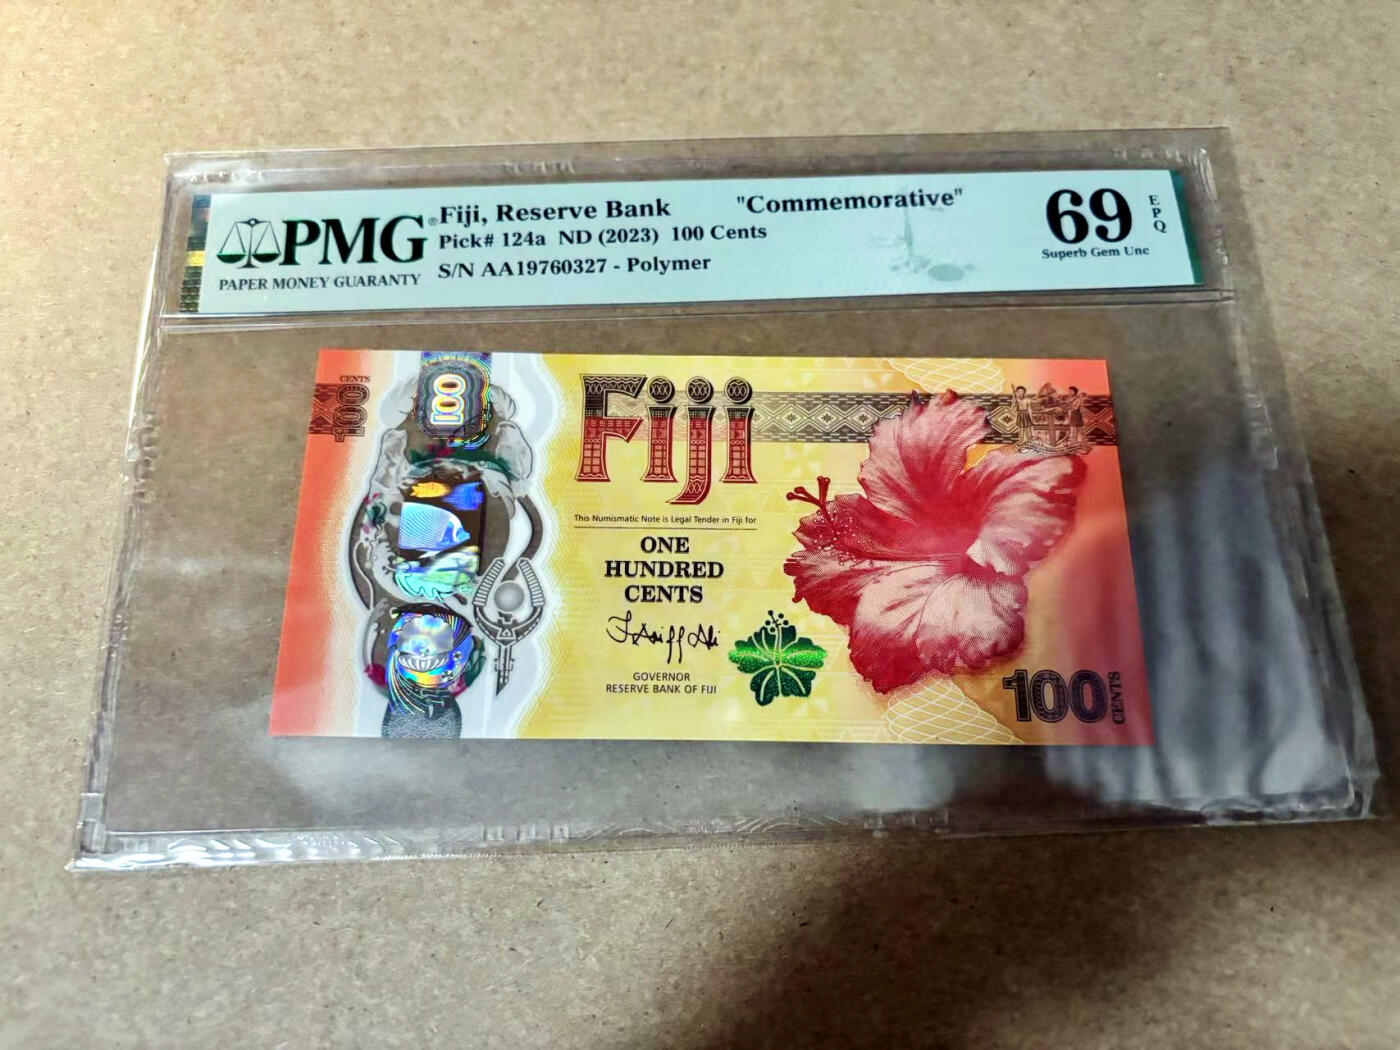 PMG®
PAPER MONEY GUARANTY
Fiji, Reserve Bank "Commemorative"
Pick# 124a ND (2023) 100 Cents
S/N AA19760327 - Polymer
69
EPQ
Superb Gem Unc
CENTS
100
100
Fiji
This Numismatic Note is Legal Tender in Fiji for
ONE
HUNDRED
CENTS
GOVERNOR
RESERVE BANK OF FIJI
100
CENTS